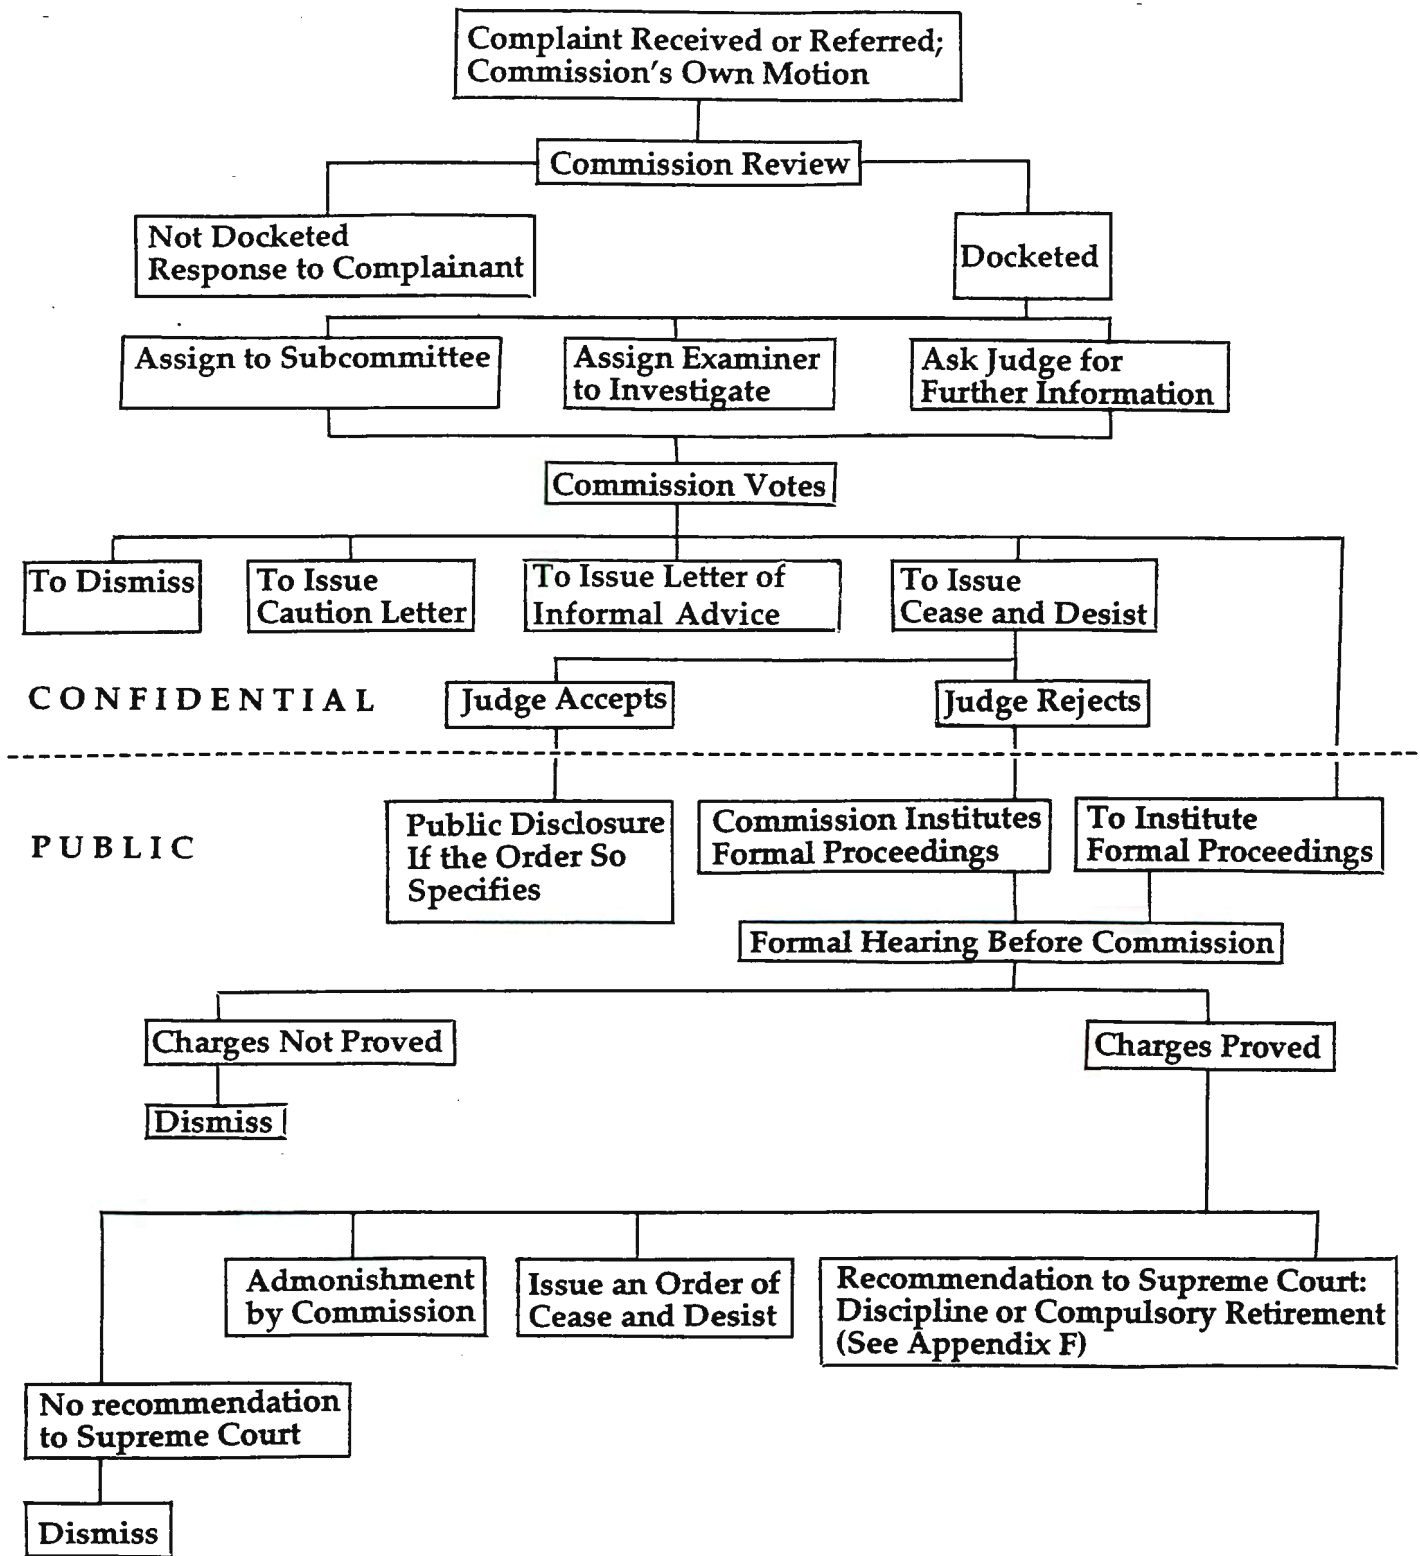 Complaint Received or Referred;
Commission's Own Motion
Commission Review
Not Docketed
Response to Complainant
Docketed
Assign to Subcommittee
Assign Examiner
to Investigate
Ask Judge for
Further Information
Commission Votes
To Dismiss
To Issue
Caution Letter
To Issue Letter of
Informal Advice
To Issue
Cease and Desist
CONFIDENTIAL
Judge Accepts
Judge Rejects
PUBLIC
Public Disclosure
If the Order So
Specifies
Commission Institutes
Formal Proceedings
To Institute
Formal Proceedings
Formal Hearing Before Commission
Charges Not Proved
Charges Proved
Dismiss
Admonishment
by Commission
Issue an Order of
Cease and Desist
Recommendation to Supreme Court:
Discipline or Compulsory Retirement
(See Appendix F)
No recommendation
to Supreme Court
Dismiss